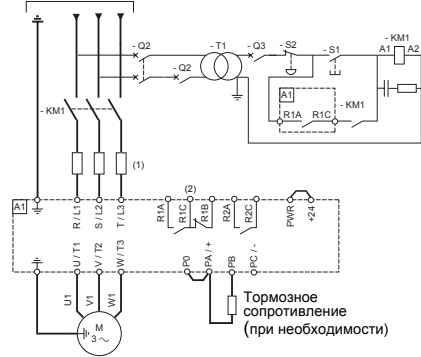 - Q2
- T1
- Q3
- S2
- S1
- KM1
A1
A2
- Q2
A1
- KM1
R1A
R1C
- KM1
(1)
A1
R / L1
S / L2
T / L3
(2)
R1A
R1C
R1B
R2A
R2C
PWR
+24
U / T1
V / T2
W / T3
P0
PA / +
PB
PC / -
U1
V1
W1
M
3 ~
Тормозное
сопротивление
(при необходимости)